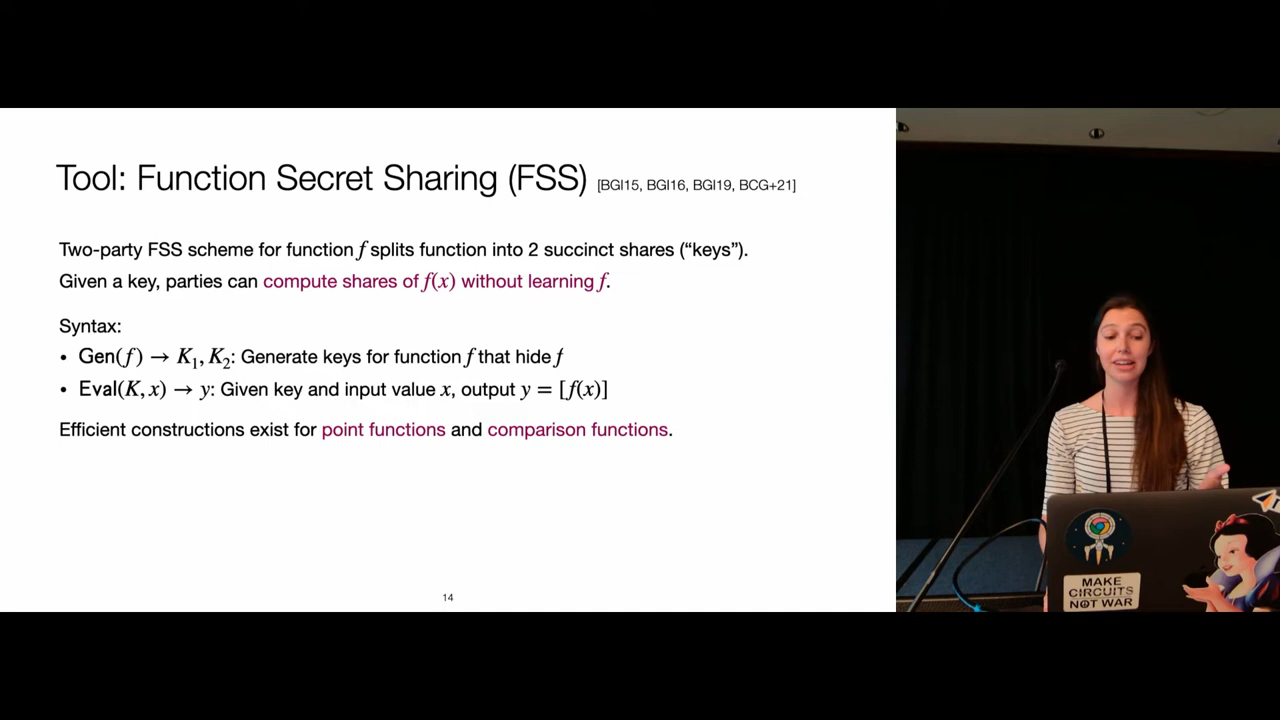 Tool: Function Secret Sharing (FSS) [BGI15, BGI16, BGI19, BCG+21]
Two-party FSS scheme for function f splits function into 2 succinct shares (“keys”).
Given a key, parties can compute shares of f(x) without learning f.
Syntax:
• Gen(f) → K₁, K₂: Generate keys for function f that hide f
• Eval(K, x) → y: Given key and input value x, output y = [f(x)]
Efficient constructions exist for point functions and comparison functions.
14
MAKE
CIRCUITS
NOT WAR